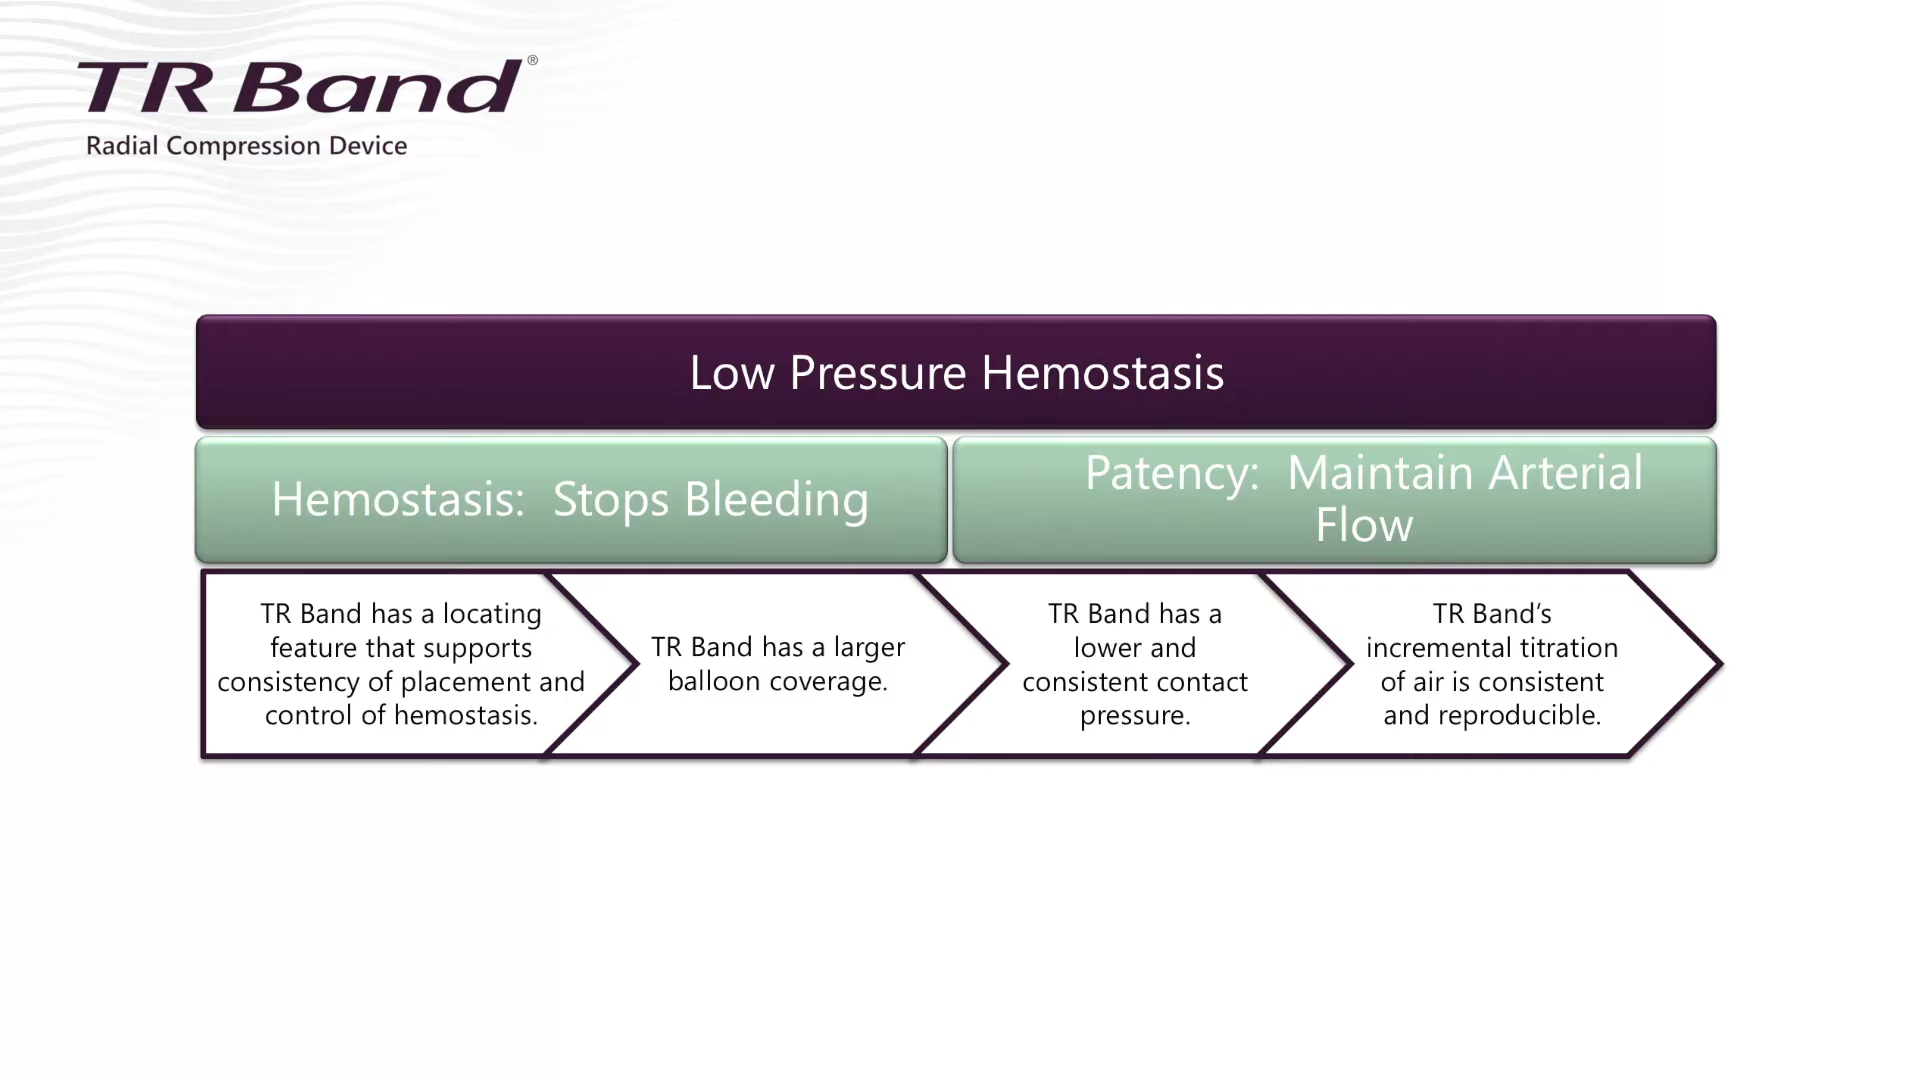 TR Band®
Radial Compression Device
Low Pressure Hemostasis
Hemostasis:  Stops Bleeding
Patency:  Maintain Arterial
Flow
TR Band has a locating
feature that supports
consistency of placement and
control of hemostasis.
TR Band has a larger
balloon coverage.
TR Band has a
lower and
consistent contact
pressure.
TR Band’s
incremental titration
of air is consistent
and reproducible.